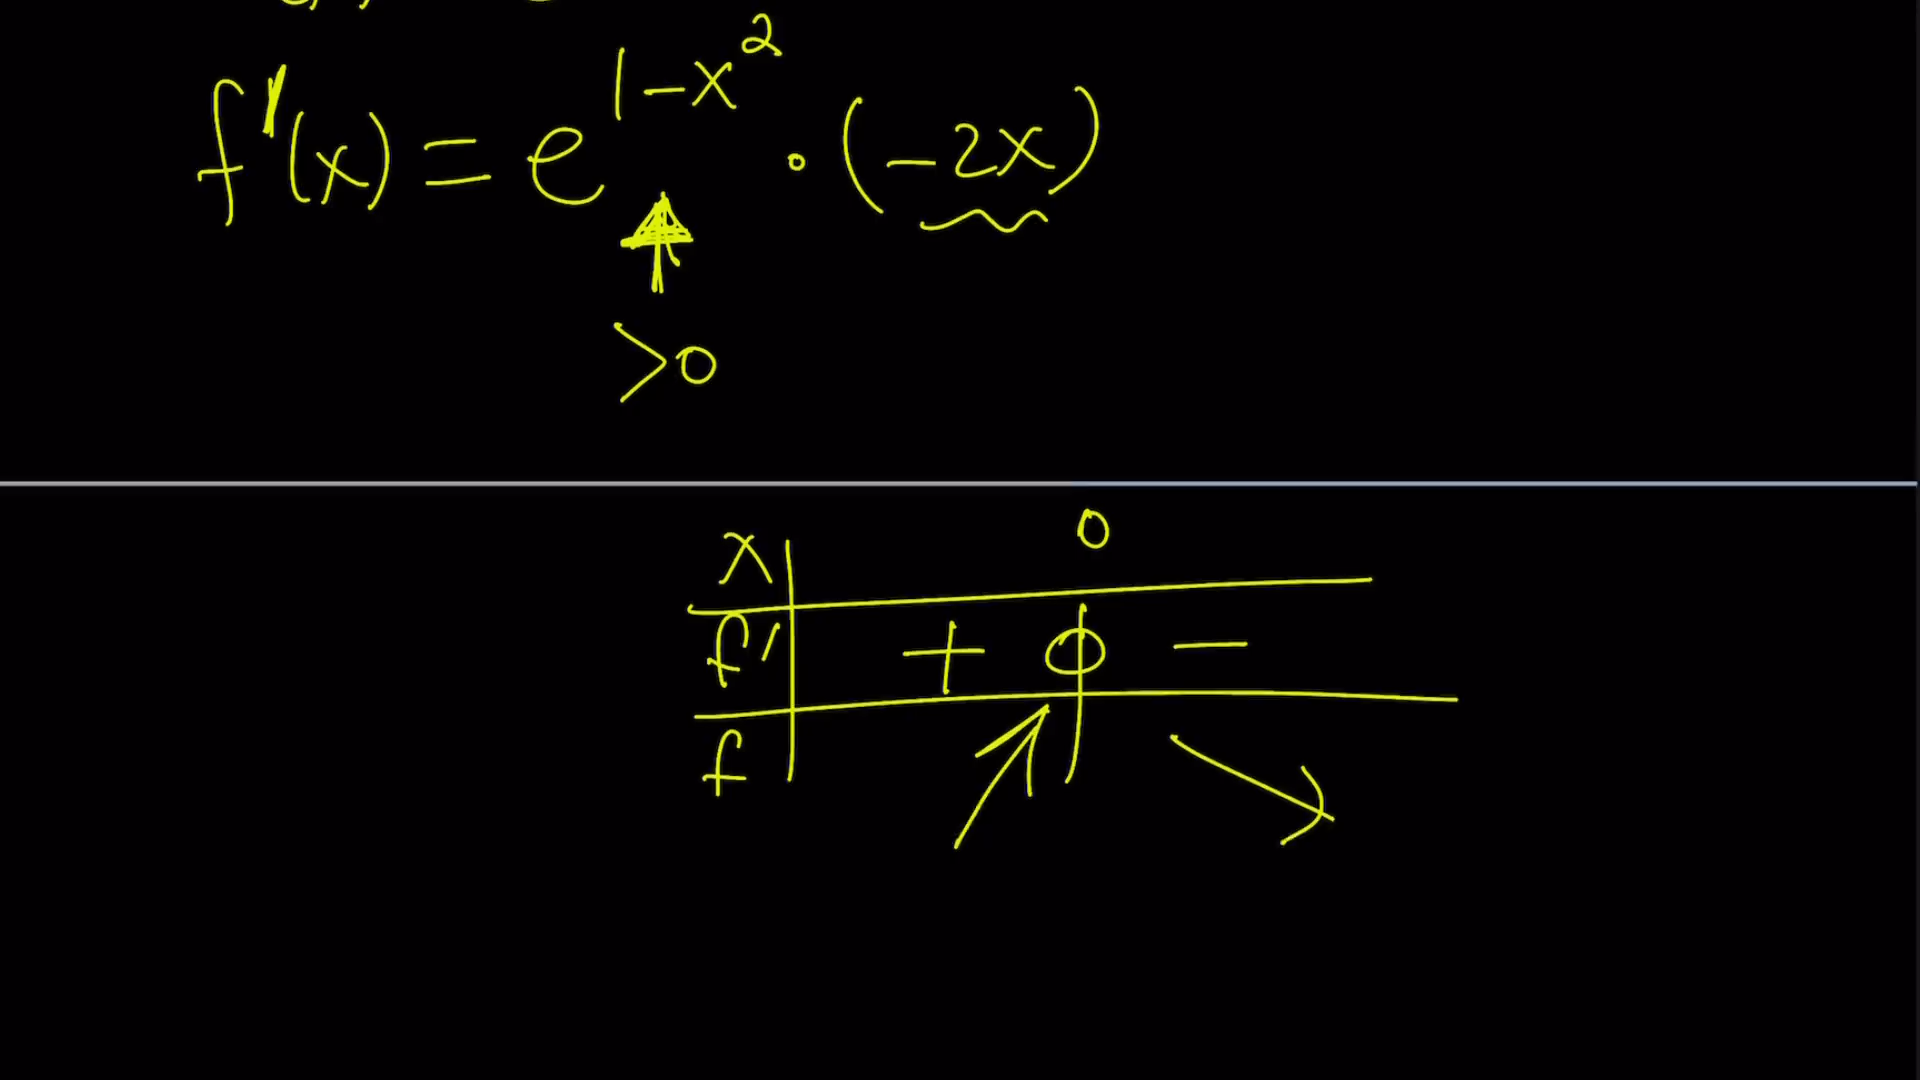 f'(x) = e^{1-x^2} · (-2x)
>0
x 0
f' + 0 -
f